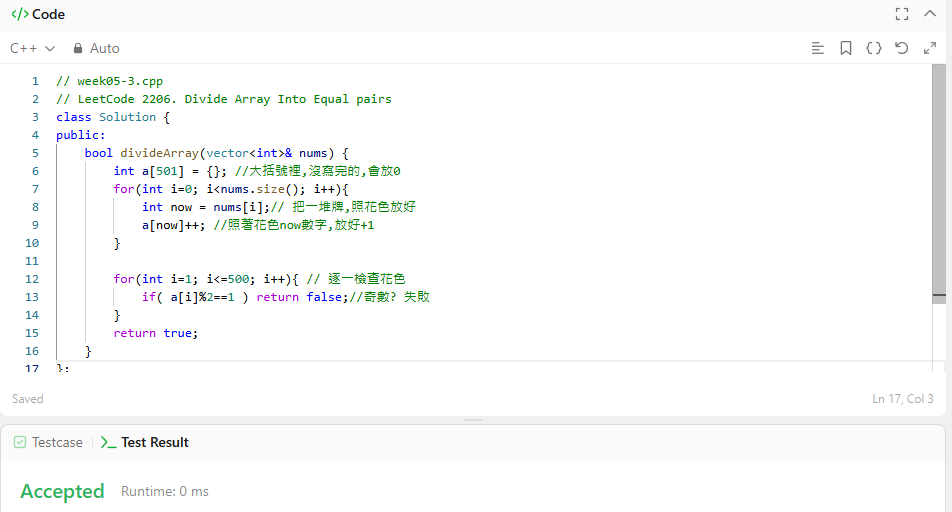 </> Code
C++ Auto
1 // week05-3.cpp
2 // LeetCode 2206. Divide Array Into Equal pairs
3 class Solution {
4 public:
5 bool divideArray(vector<int>& nums) {
6 int a[501] = {}; //大括號裡,沒寫完的,會放0
7 for(int i=0; i<nums.size(); i++){
8 int now = nums[i];// 把一堆牌,照花色放好
9 a[now]++; //照著花色now數字,放好+1
10 }
11
12 for(int i=1; i<=500; i++){ // 逐一檢查花色
13 if( a[i]%2==1 ) return false;//奇數? 失敗
14 }
15 return true;
16 }
17 };
Saved Ln 17, Col 3
Testcase >_ Test Result
Accepted Runtime: 0 ms